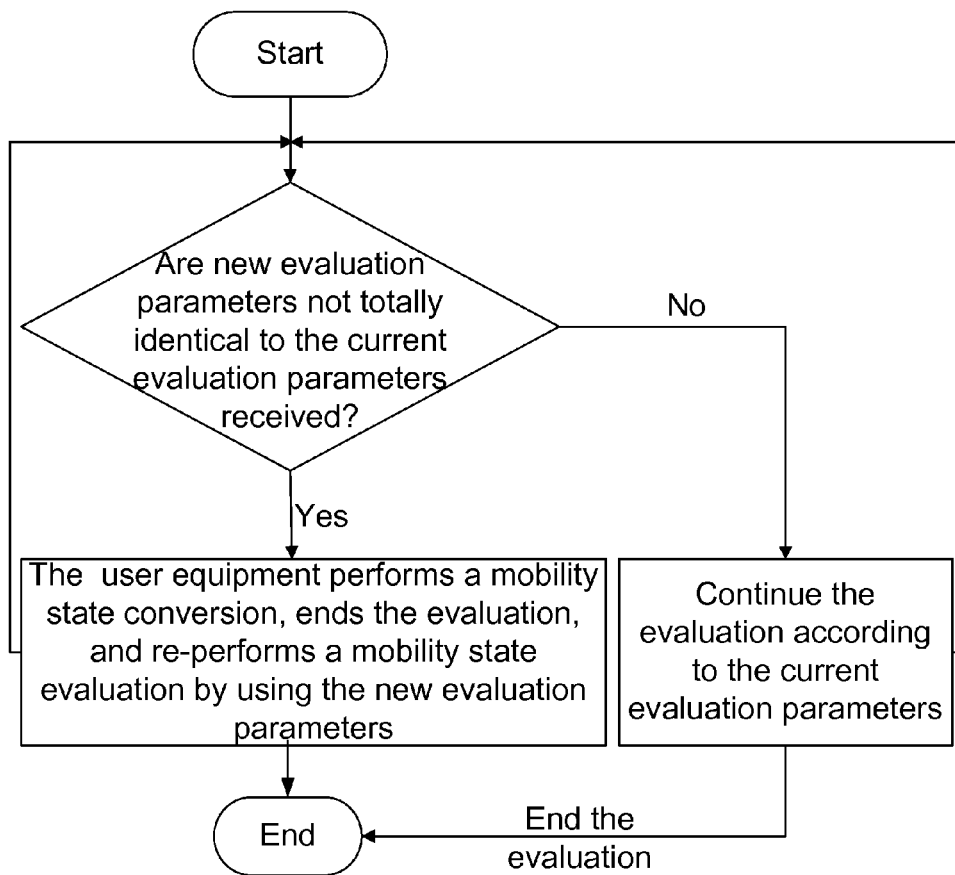 Start
Are new evaluation
parameters not totally
identical to the current
evaluation parameters
received?
No
Yes
The user equipment performs a mobility
state conversion, ends the evaluation,
and re-performs a mobility state
evaluation by using the new evaluation
parameters
Continue the
evaluation according
to the current
evaluation parameters
End
End the
evaluation